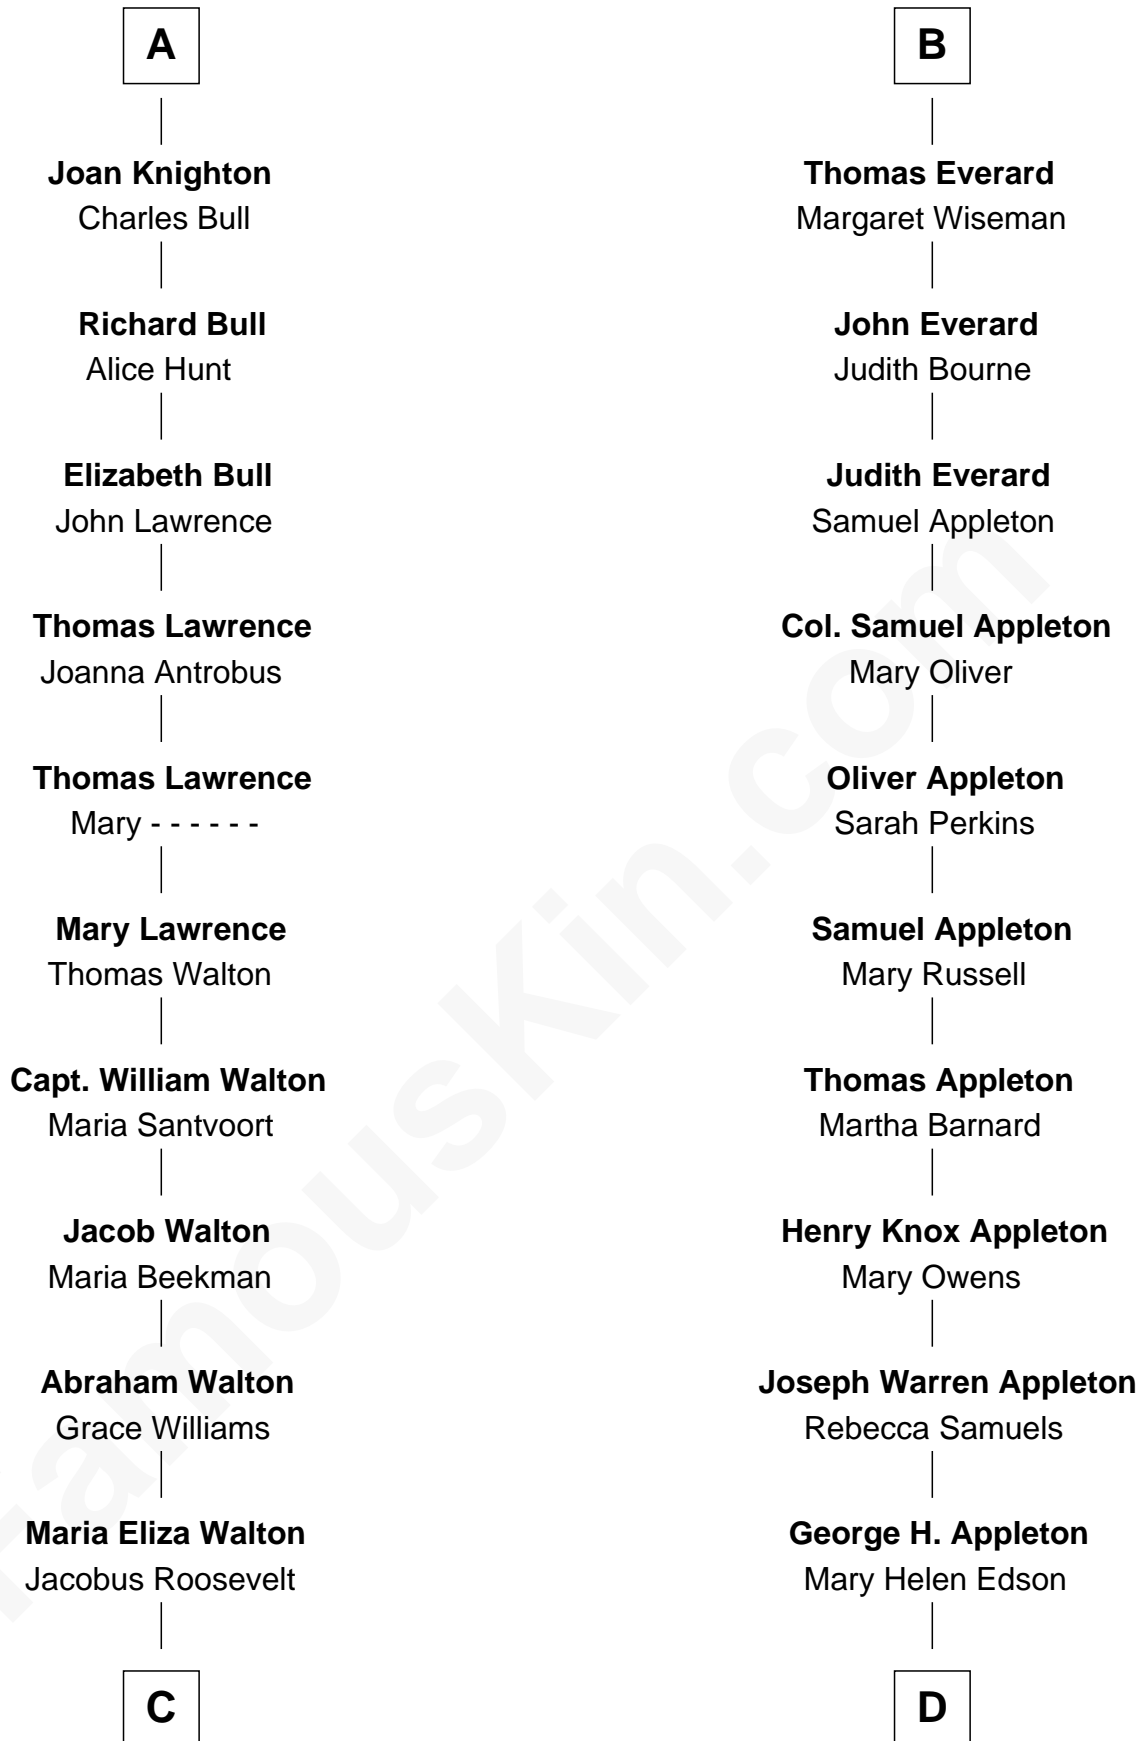 A
Joan Knighton
Charles Bull
Richard Bull
Alice Hunt
Elizabeth Bull
John Lawrence
Thomas Lawrence
Joanna Antrobus
Thomas Lawrence
Mary - - - - - -
Mary Lawrence
Thomas Walton
Capt. William Walton
Maria Santvoort
Jacob Walton
Maria Beekman
Abraham Walton
Grace Williams
Maria Eliza Walton
Jacobus Roosevelt
C
B
Thomas Everard
Margaret Wiseman
John Everard
Judith Bourne
Judith Everard
Samuel Appleton
Col. Samuel Appleton
Mary Oliver
Oliver Appleton
Sarah Perkins
Samuel Appleton
Mary Russell
Thomas Appleton
Martha Barnard
Henry Knox Appleton
Mary Owens
Joseph Warren Appleton
Rebecca Samuels
George H. Appleton
Mary Helen Edson
D
FamousKin.com